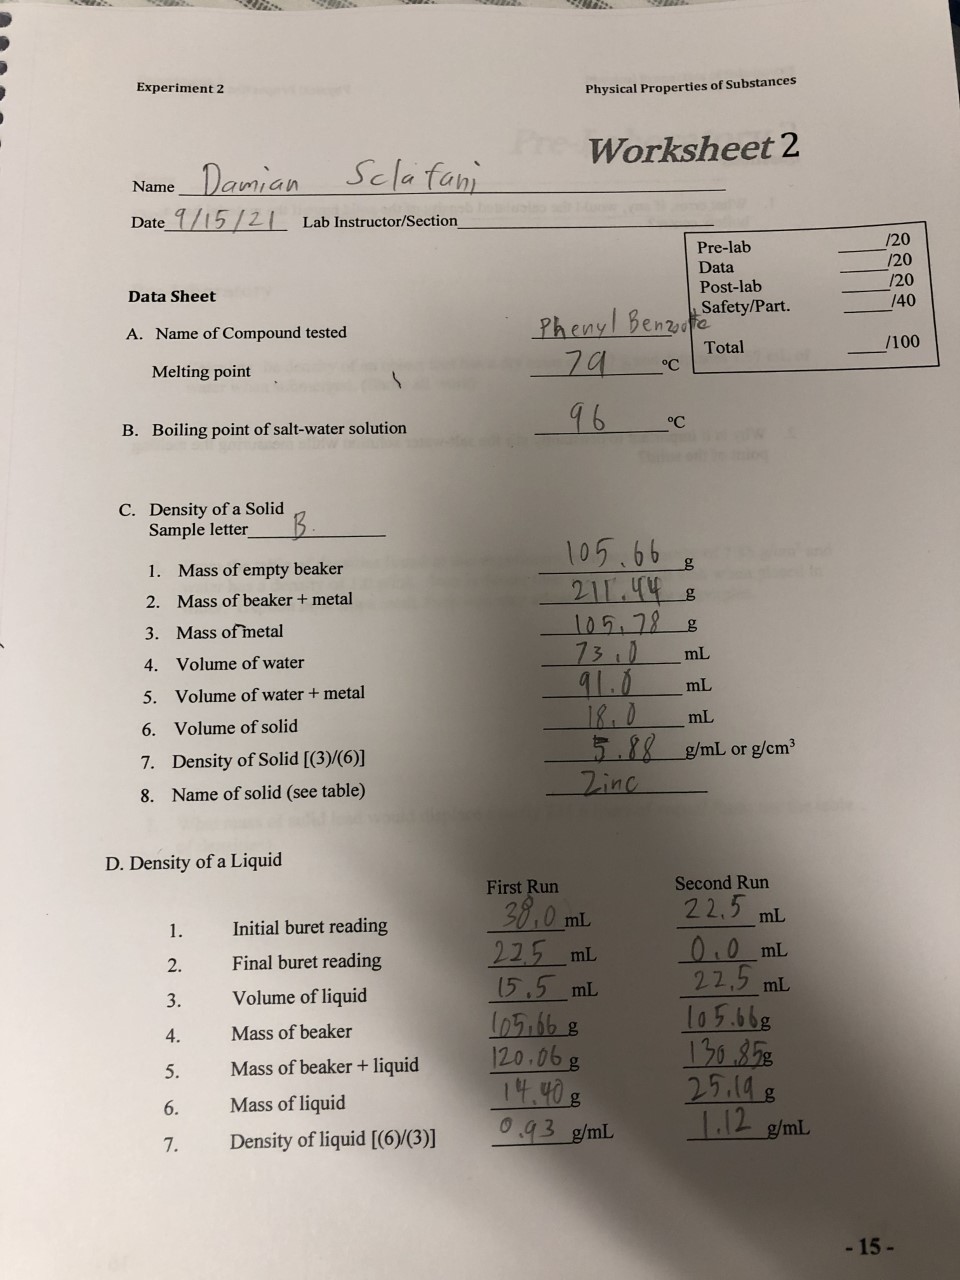 Experiment 2
Physical Properties of Substances
Worksheet 2
Name Damian Sclafani
Date 9/15/21 Lab Instructor/Section
Pre-lab /20
Data /20
Post-lab /20
Safety/Part. /40
Total /100
Data Sheet
A. Name of Compound tested Phenyl Benzoate
Melting point 79 °C
B. Boiling point of salt-water solution 96 °C
C. Density of a Solid
Sample letter B.
1. Mass of empty beaker 105.66 g
2. Mass of beaker + metal 211.44 g
3. Mass of metal 105.78 g
4. Volume of water 73.0 mL
5. Volume of water + metal 91.0 mL
6. Volume of solid 18.0 mL
7. Density of Solid [(3)/(6)] 5.88 g/mL or g/cm³
8. Name of solid (see table) Zinc
D. Density of a Liquid
First Run Second Run
1. Initial buret reading 38.0 mL 22.5 mL
2. Final buret reading 22.5 mL 0.0 mL
3. Volume of liquid 15.5 mL 22.5 mL
4. Mass of beaker 105.66 g 105.66 g
5. Mass of beaker + liquid 120.06 g 130.85 g
6. Mass of liquid 14.40 g 25.19 g
7. Density of liquid [(6)/(3)] 0.93 g/mL 1.12 g/mL
- 15 -